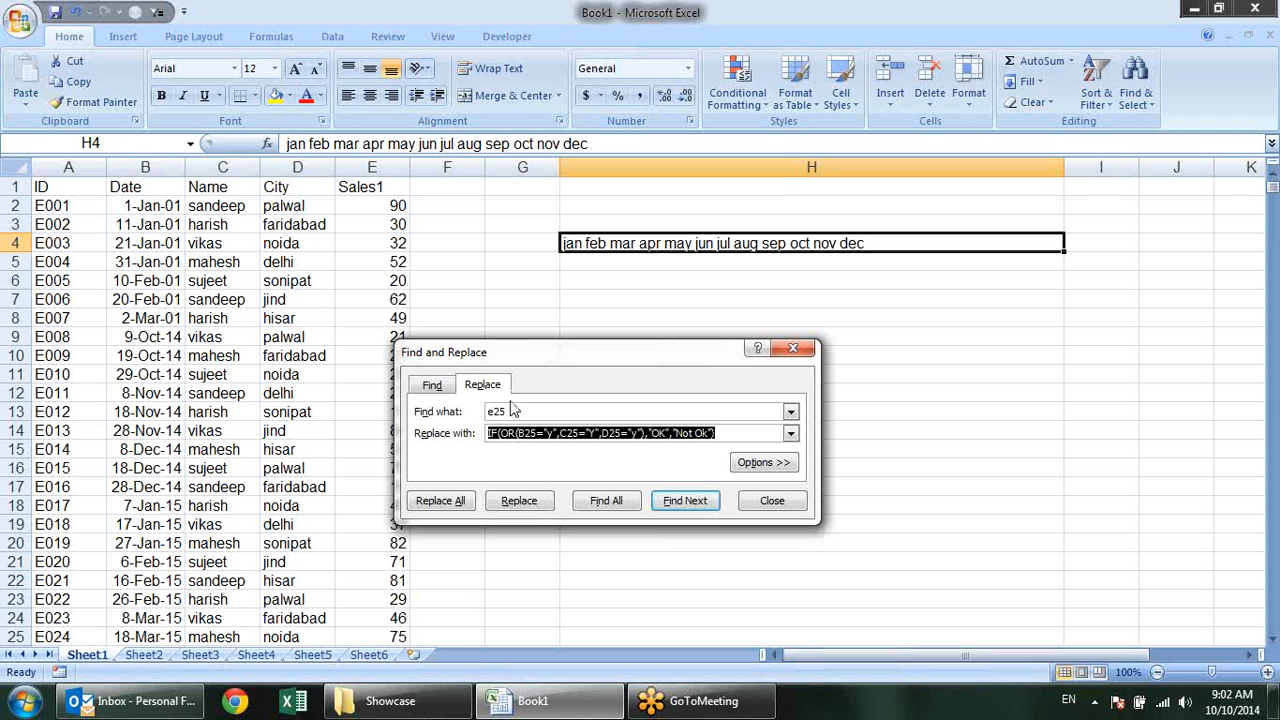 Book1 - Microsoft Excel
Home Insert Page Layout Formulas Data Review View Developer
Paste Cut Arial 12 Wrap Text General Conditional Formatting Format as Table Cell Styles Insert Delete Format AutoSum Sort & Filter Find & Select
Copy Fill
Format Painter B I U A Merge & Center $ % , Clear
Clipboard Font Alignment Number Styles Cells Editing
H4 fx jan feb mar apr may jun jul aug sep oct nov dec
A B C D E F G H I J K
1 ID Date Name City Sales1
2 E001 1-Jan-01 sandeep palwal 90
3 E002 11-Jan-01 harish faridabad 30
4 E003 21-Jan-01 vikas noida 32 jan feb mar apr may jun jul aug sep oct nov dec
5 E004 31-Jan-01 mahesh delhi 52
6 E005 10-Feb-01 sujeet sonipat 20
7 E006 20-Feb-01 sandeep jind 62
8 E007 2-Mar-01 harish hisar 49
9 E008 9-Oct-14 vikas palwal 21
10 E009 19-Oct-14 mahesh faridabad
11 E010 29-Oct-14 sujeet noida
12 E011 8-Nov-14 sandeep delhi
13 E012 18-Nov-14 harish sonipat
14 E013 28-Nov-14 vikas jind
15 E014 8-Dec-14 mahesh hisar
16 E015 18-Dec-14 sujeet palwal
17 E016 28-Dec-14 sandeep faridabad
18 E017 7-Jan-15 harish noida
19 E018 17-Jan-15 vikas delhi
20 E019 27-Jan-15 mahesh sonipat 82
21 E020 6-Feb-15 sujeet jind 71
22 E021 16-Feb-15 sandeep hisar 81
23 E022 26-Feb-15 harish palwal 29
24 E023 8-Mar-15 vikas faridabad 46
25 E024 18-Mar-15 mahesh noida 75
Find and Replace
Find Replace
Find what: e25
Replace with: IF(OR(B25="y",C25="Y",D25="y"),"OK","Not Ok")
Options >>
Replace All Replace Find All Find Next Close
Sheet1 Sheet2 Sheet3 Sheet4 Sheet5 Sheet6
Ready 100%
Inbox - Personal F... Showcase Book1 GoToMeeting EN 9:02 AM
10/10/2014